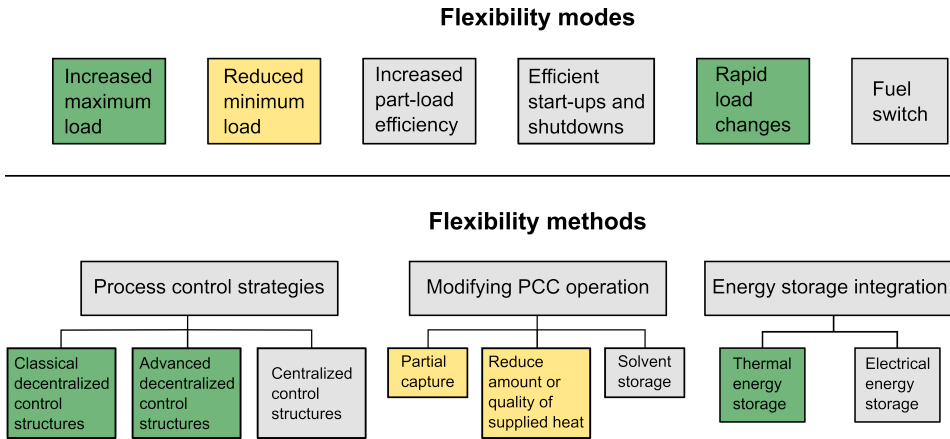 Flexibility modes
Increased
maximum
load
Reduced
minimum
load
Increased
part-load
efficiency
Efficient
start-ups and
shutdowns
Rapid
load
changes
Fuel
switch
Flexibility methods
Process control strategies
Modifying PCC operation
Energy storage integration
Classical
decentralized
control
structures
Advanced
decentralized
control
structures
Centralized
control
structures
Partial
capture
Reduce
amount or
quality of
supplied heat
Solvent
storage
Thermal
energy
storage
Electrical
energy
storage